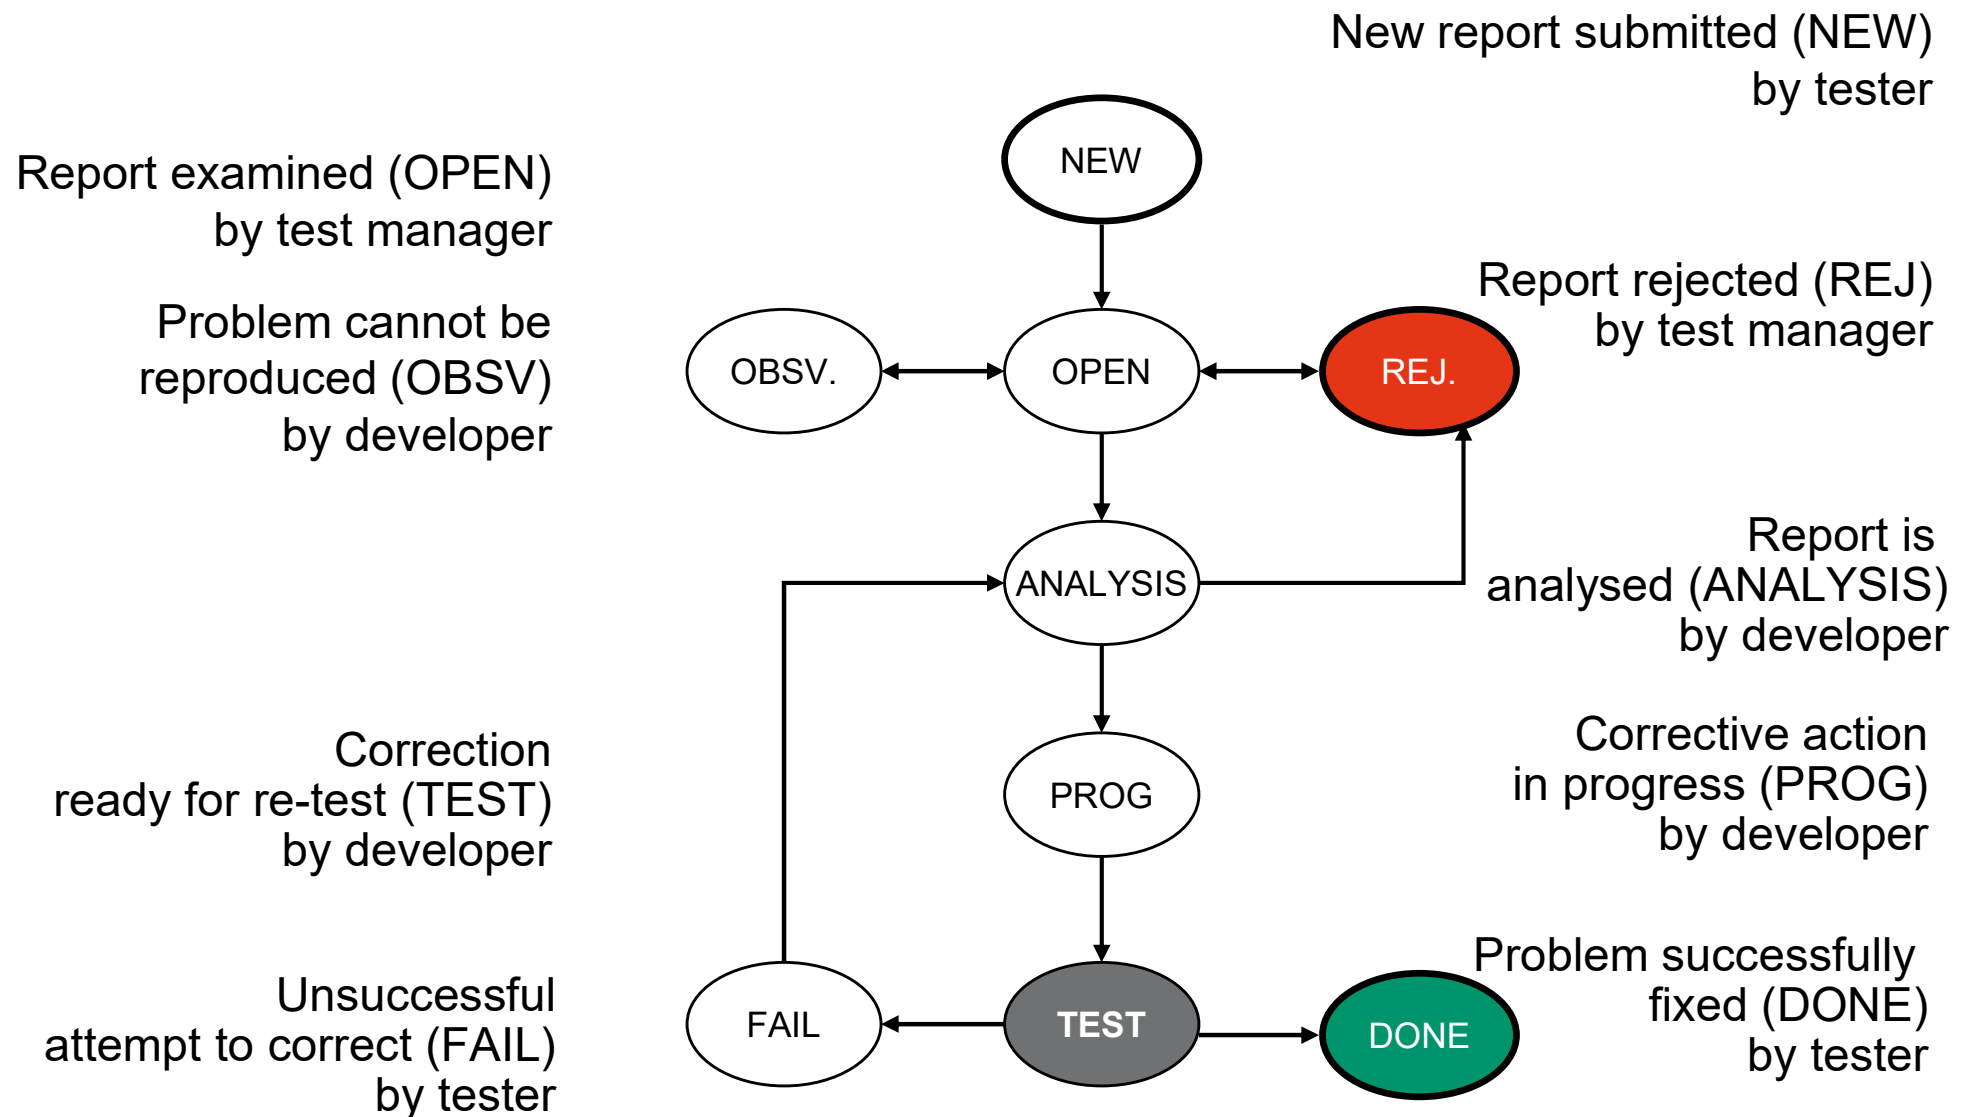 New report submitted (NEW)
by tester
NEW
Report examined (OPEN)
by test manager
Report rejected (REJ)
by test manager
Problem cannot be
reproduced (OBSV)
by developer
OBSV.
OPEN
REJ.
Report is
analysed (ANALYSIS)
by developer
ANALYSIS
Correction
ready for re-test (TEST)
by developer
PROG
Corrective action
in progress (PROG)
by developer
Unsuccessful
attempt to correct (FAIL)
by tester
FAIL
TEST
DONE
Problem successfully
fixed (DONE)
by tester